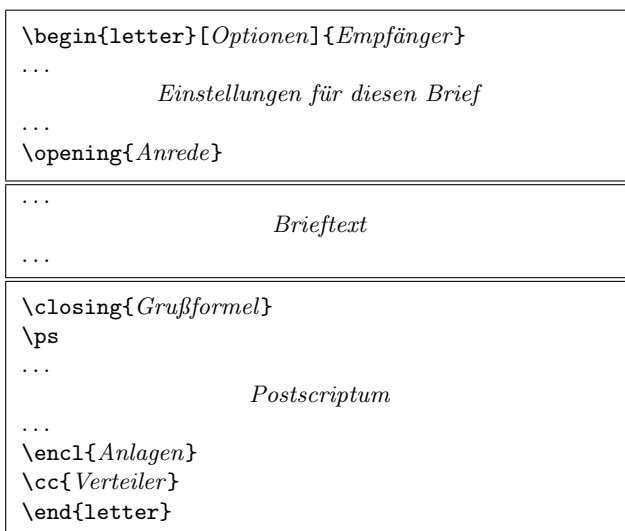 \begin{letter}[Optionen]{Empfänger}
...
Einstellungen für diesen Brief
...
\opening{Anrede}
...
Brieftext
...
\closing{Grußformel}
\ps
...
Postscriptum
...
\encl{Anlagen}
\cc{Verteiler}
\end{letter}